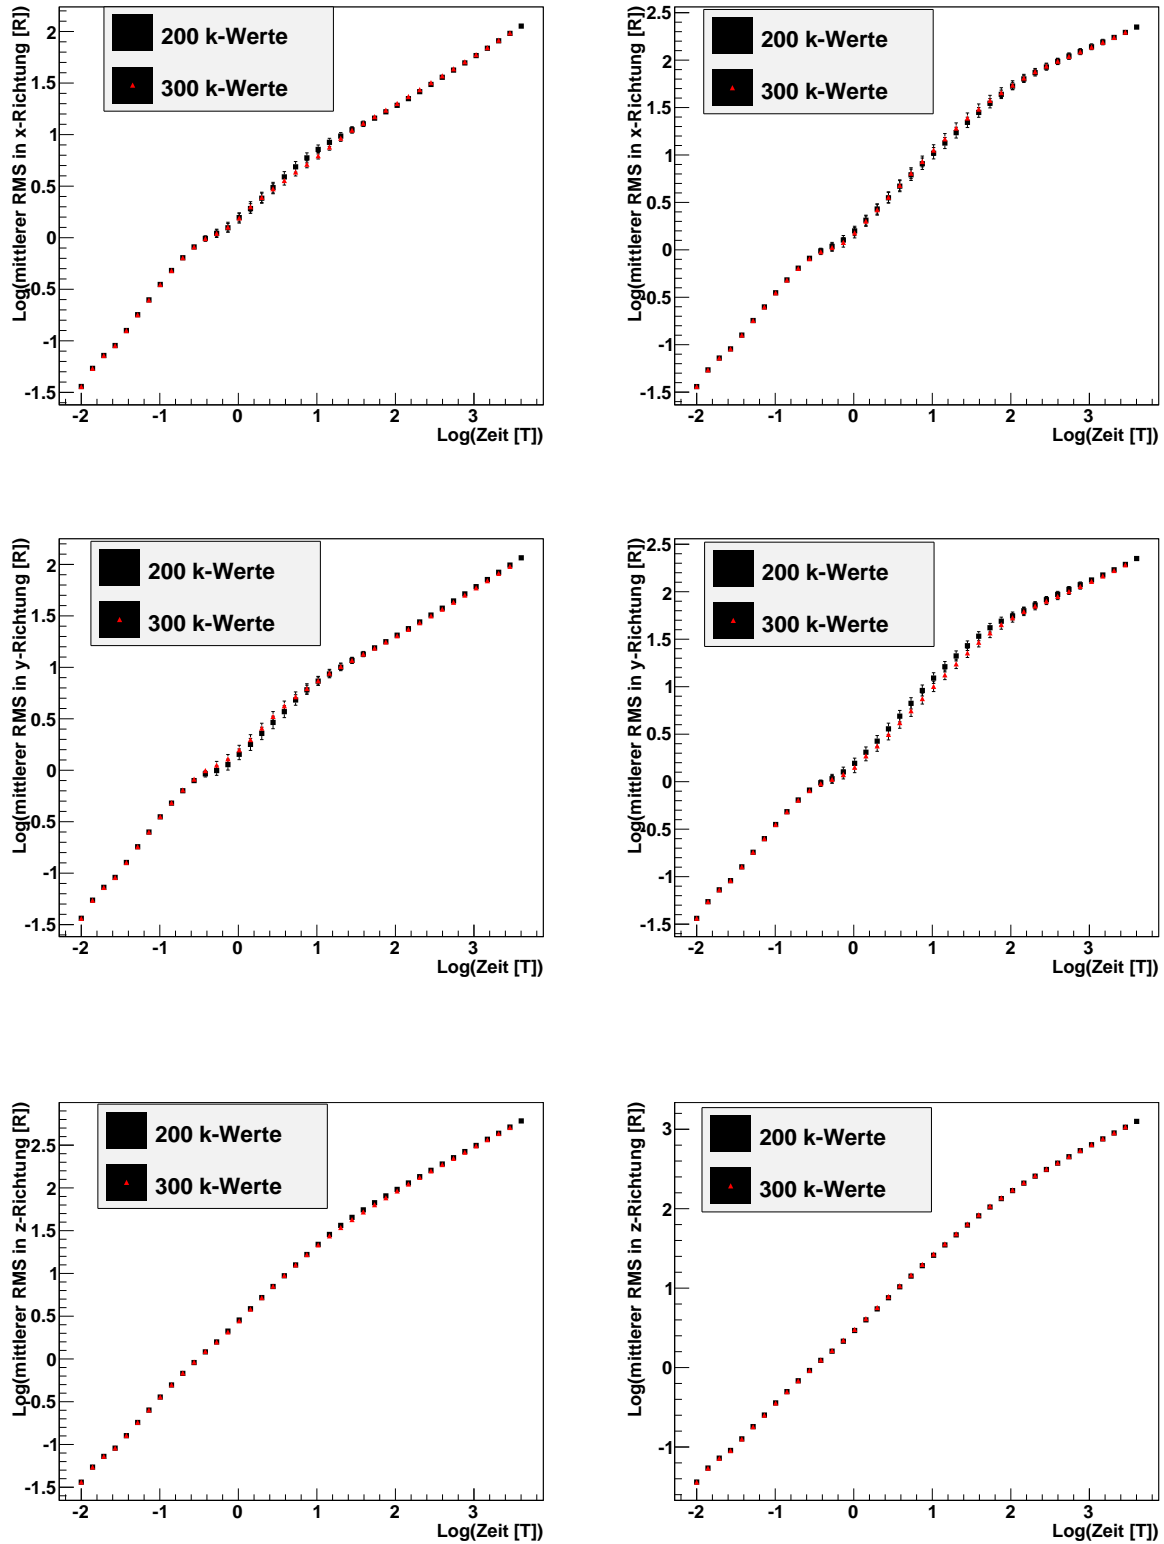 Log(mittlerer RMS in x-Richtung [R])
2
1.5
1
0.5
0
-0.5
-1
-1.5
200 k-Werte
300 k-Werte
-2 -1 0 1 2 3
Log(Zeit [T])
Log(mittlerer RMS in x-Richtung [R])
2.5
2
1.5
1
0.5
0
-0.5
-1
-1.5
200 k-Werte
300 k-Werte
-2 -1 0 1 2 3
Log(Zeit [T])
Log(mittlerer RMS in y-Richtung [R])
2
1.5
1
0.5
0
-0.5
-1
-1.5
200 k-Werte
300 k-Werte
-2 -1 0 1 2 3
Log(Zeit [T])
Log(mittlerer RMS in y-Richtung [R])
2.5
2
1.5
1
0.5
0
-0.5
-1
-1.5
200 k-Werte
300 k-Werte
-2 -1 0 1 2 3
Log(Zeit [T])
Log(mittlerer RMS in z-Richtung [R])
2.5
2
1.5
1
0.5
0
-0.5
-1
-1.5
200 k-Werte
300 k-Werte
-2 -1 0 1 2 3
Log(Zeit [T])
Log(mittlerer RMS in z-Richtung [R])
3
2
1
0
-1
200 k-Werte
300 k-Werte
-2 -1 0 1 2 3
Log(Zeit [T])